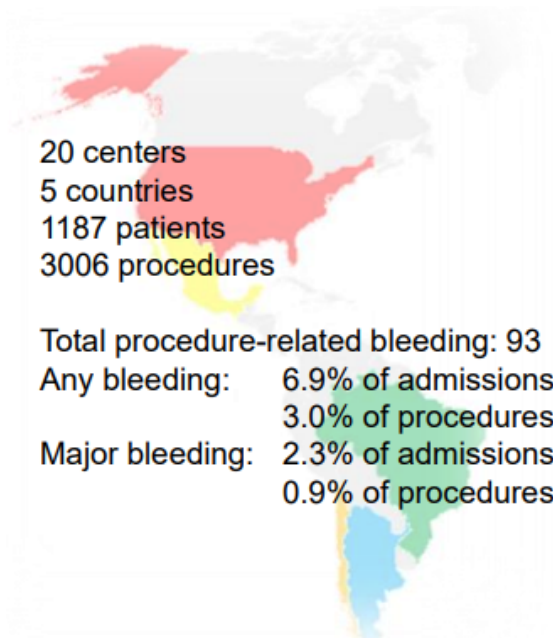 20 centers
5 countries
1187 patients
3006 procedures
Total procedure-related bleeding: 93
Any bleeding: 6.9% of admissions
3.0% of procedures
Major bleeding: 2.3% of admissions
0.9% of procedures